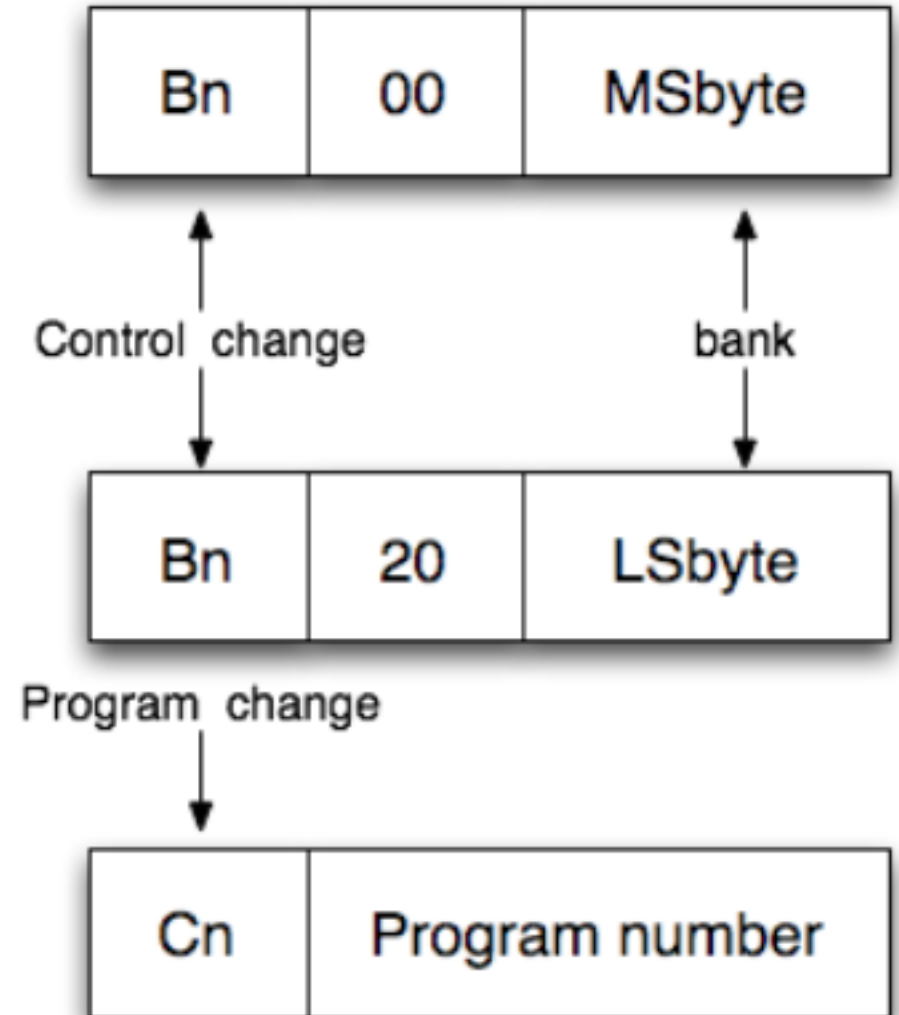 Bn 00 MSbyte
Control change bank
Bn 20 LSbyte
Program change
Cn Program number